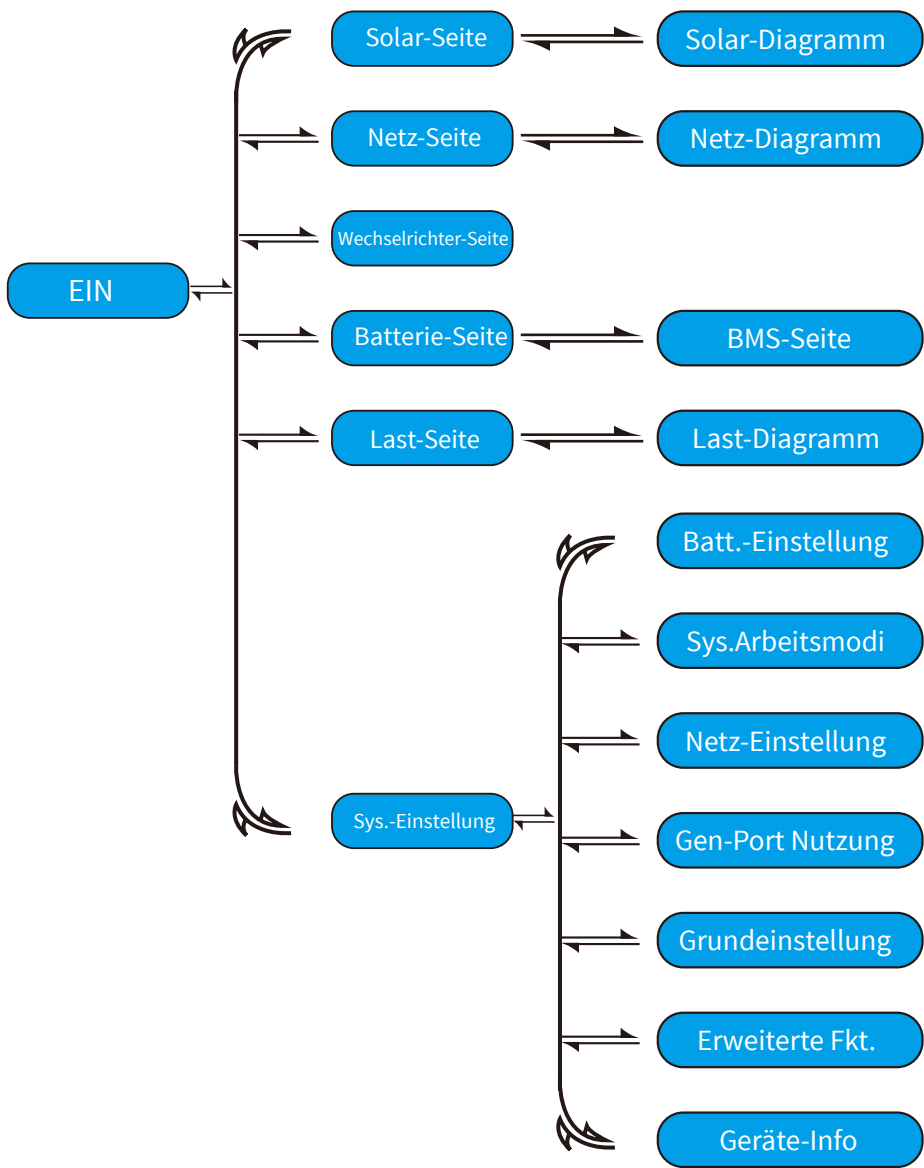 Solar-Seite
Solar-Diagramm
Netz-Seite
Netz-Diagramm
Wechselrichter-Seite
EIN
Batterie-Seite
BMS-Seite
Last-Seite
Last-Diagramm
Batt.-Einstellung
Sys.Arbeitsmodi
Netz-Einstellung
Sys.-Einstellung
Gen-Port Nutzung
Grundeinstellung
Erweiterte Fkt.
Geräte-Info